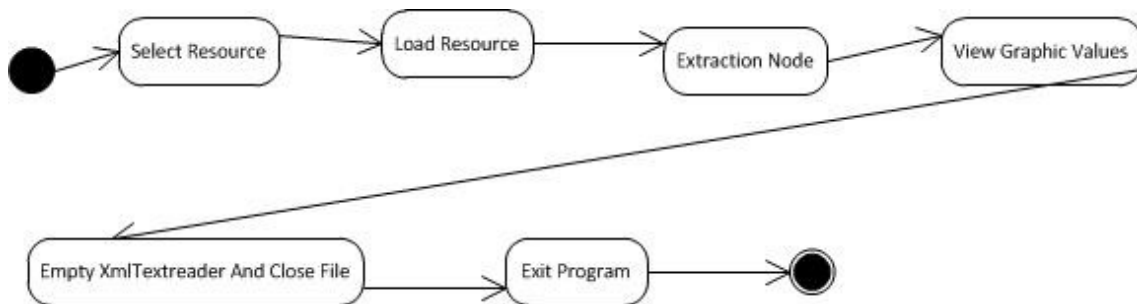 Select Resource
Load Resource
Extraction Node
View Graphic Values
Empty XmlTextreader And Close File
Exit Program